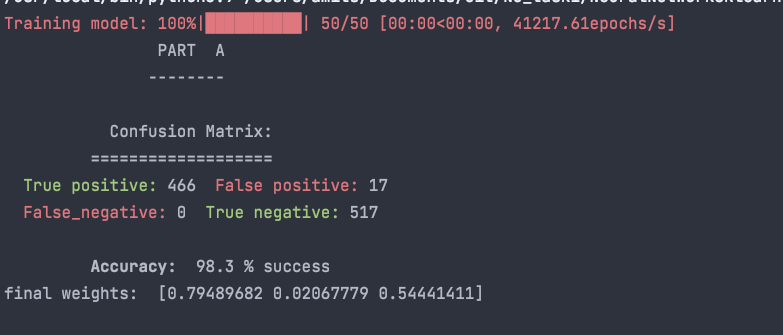 Training model: 100%|██████████| 50/50 [00:00<00:00, 41217.61epochs/s]
PART A
--------
Confusion Matrix:
===================
True positive: 466 False positive: 17
False_negative: 0 True negative: 517
Accuracy: 98.3 % success
final weights: [0.79489682 0.02067779 0.54441411]